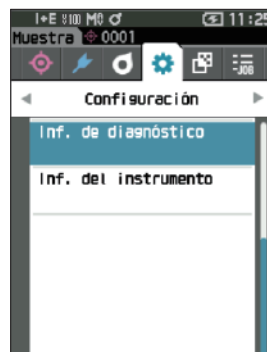 I+E M0 11:25
Muestra 0001
-JOB
Configuración
Inf. de diagnóstico
Inf. del instrumento